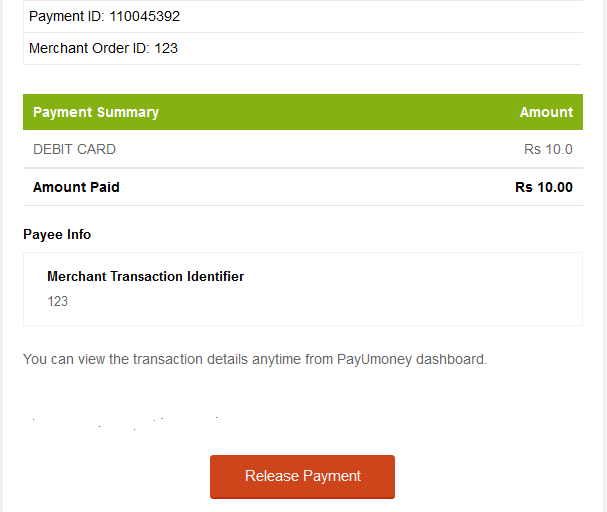 Payment ID: 110045392
Merchant Order ID: 123
Payment Summary Amount
DEBIT CARD Rs 10.0
Amount Paid Rs 10.00
Payee Info
Merchant Transaction Identifier
123
You can view the transaction details anytime from PayUmoney dashboard.
Release Payment